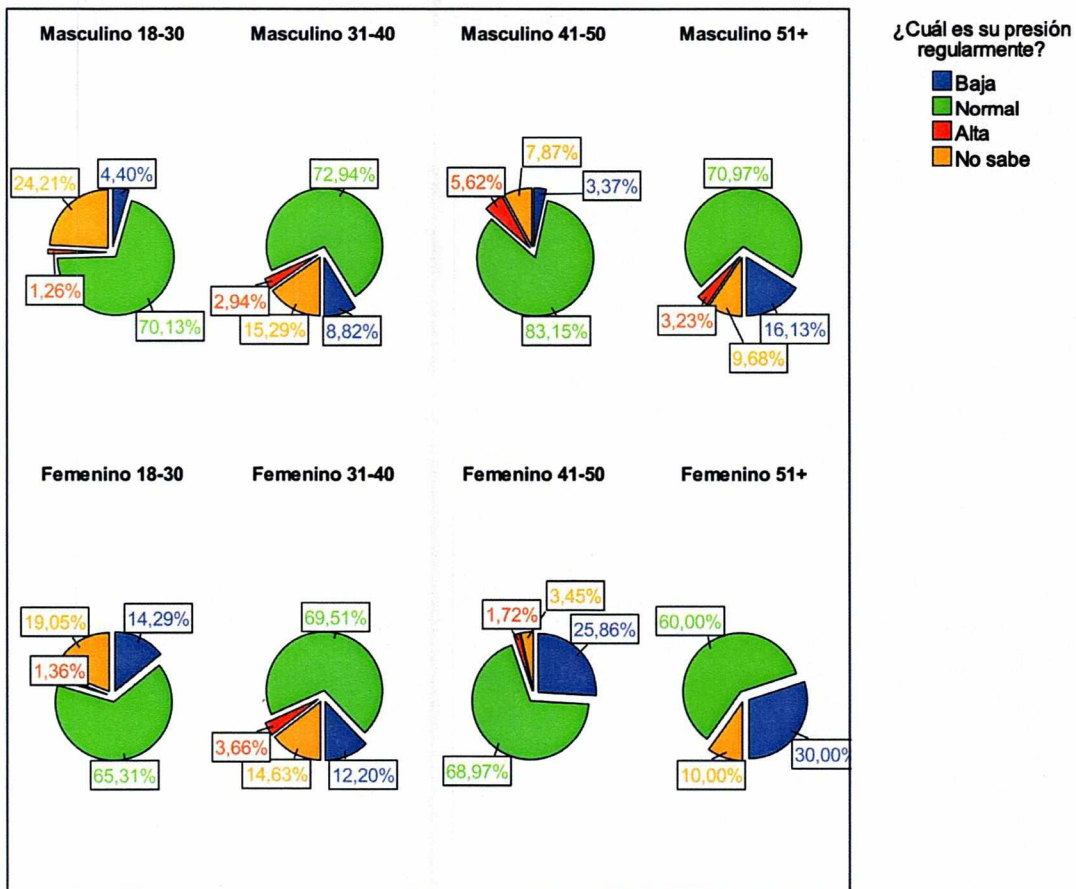 ¿Cuál es su presión
regularmente?
Baja
Normal
Alta
No sabe
Masculino 18-30
Masculino 31-40
Masculino 41-50
Masculino 51+
24,21%
4,40%
1,26%
70,13%
72,94%
2,94%
15,29%
8,82%
7,87%
5,62%
3,37%
83,15%
70,97%
3,23%
9,68%
16,13%
Femenino 18-30
Femenino 31-40
Femenino 41-50
Femenino 51+
19,05%
14,29%
1,36%
65,31%
69,51%
3,66%
14,63%
12,20%
3,45%
1,72%
25,86%
68,97%
60,00%
10,00%
30,00%